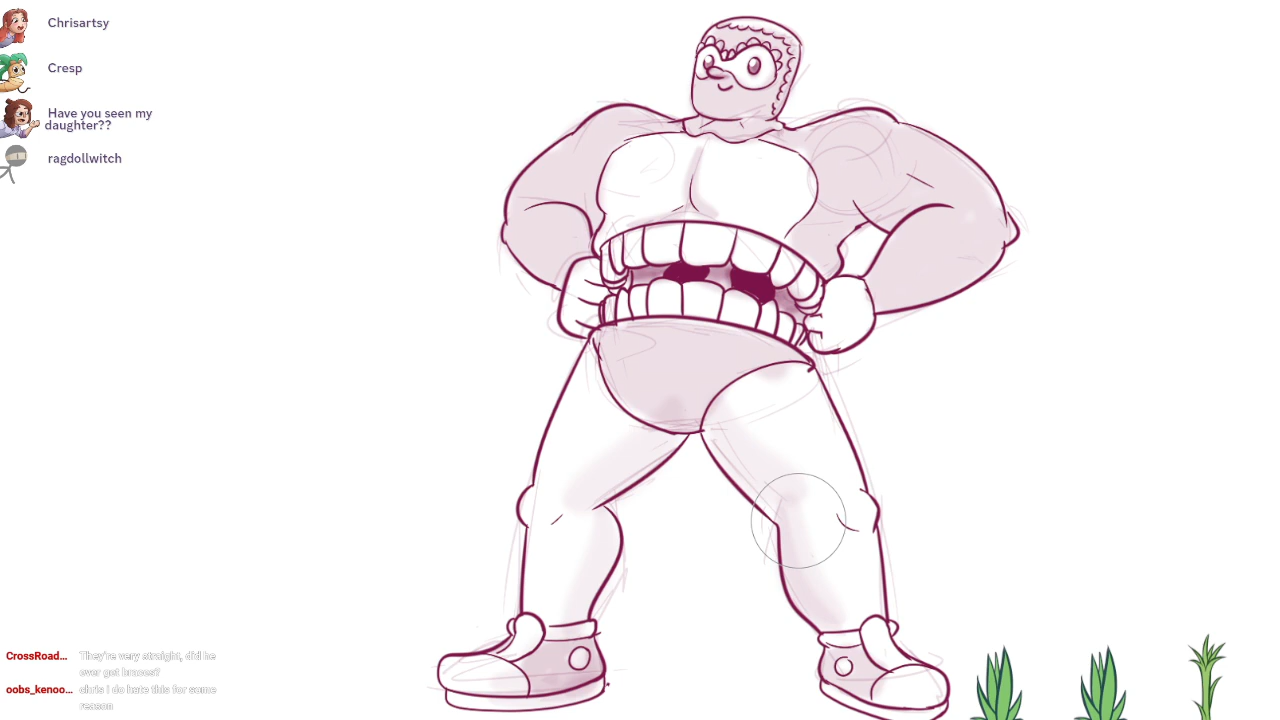 Chrisartsy
Cresp
Have you seen my
daughter??
ragdollwitch
CrossRoad... They're very straight, did he
ever get braces?
oobs_kenoo... chris I do hate this for some
reason